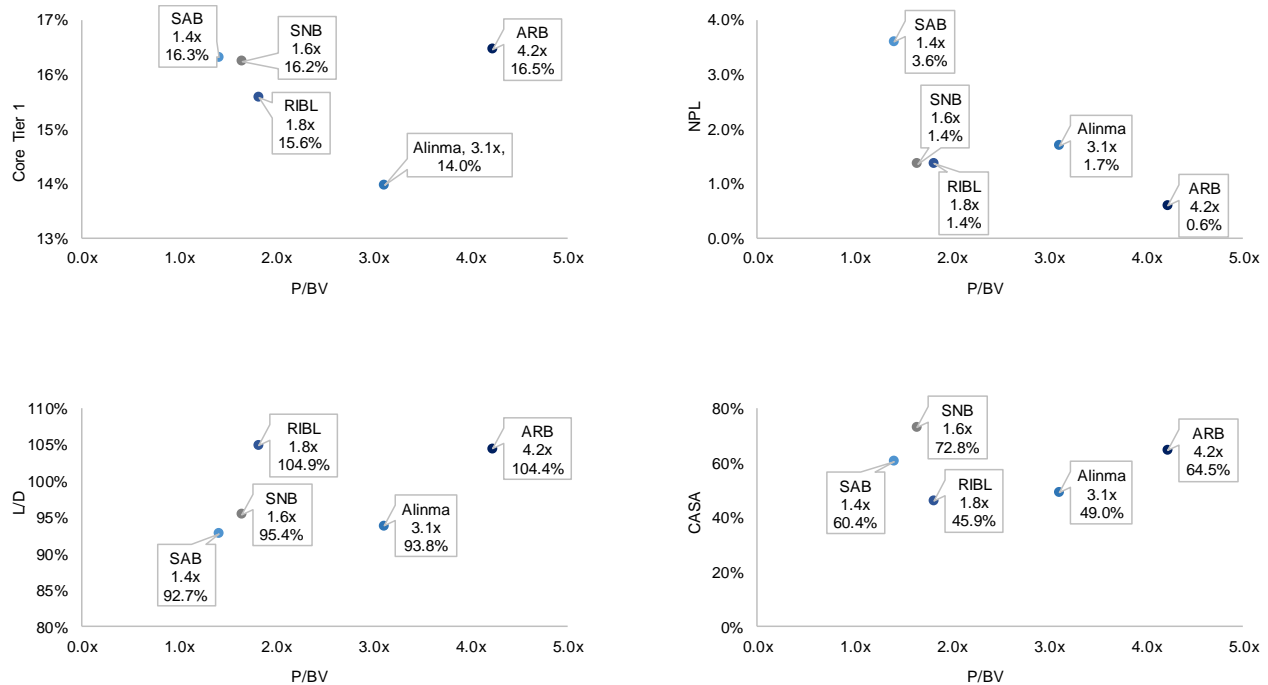 17%
16%
15%
14%
13%
Core Tier 1
SAB
1.4x
16.3%
SNB
1.6x
16.2%
RIBL
1.8x
15.6%
Alinma, 3.1x,
14.0%
ARB
4.2x
16.5%
0.0x 1.0x 2.0x 3.0x 4.0x 5.0x
P/BV
4.0%
3.0%
2.0%
1.0%
0.0%
NPL
SAB
1.4x
3.6%
SNB
1.6x
1.4%
RIBL
1.8x
1.4%
Alinma
3.1x
1.7%
ARB
4.2x
0.6%
0.0x 1.0x 2.0x 3.0x 4.0x 5.0x
P/BV
110%
105%
100%
95%
90%
85%
80%
L/D
RIBL
1.8x
104.9%
SNB
1.6x
95.4%
SAB
1.4x
92.7%
Alinma
3.1x
93.8%
ARB
4.2x
104.4%
0.0x 1.0x 2.0x 3.0x 4.0x 5.0x
P/BV
80%
60%
40%
20%
0%
CASA
SNB
1.6x
72.8%
SAB
1.4x
60.4%
RIBL
1.8x
45.9%
Alinma
3.1x
49.0%
ARB
4.2x
64.5%
0.0x 1.0x 2.0x 3.0x 4.0x 5.0x
P/BV